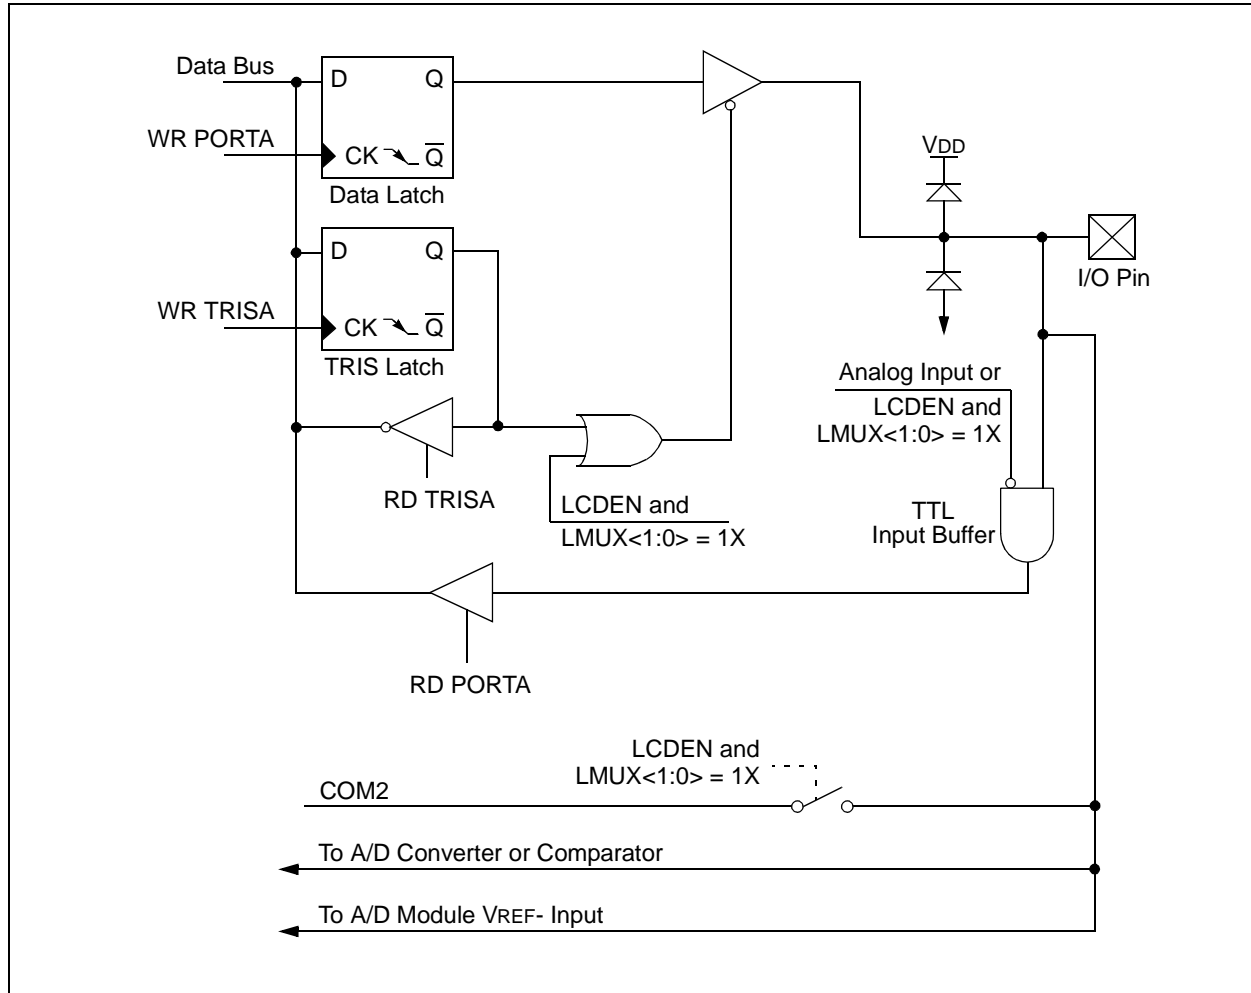 Data Bus
D
Q
WR PORTA
CK
Q̅
Data Latch
VDD
D
Q
I/O Pin
WR TRISA
CK
Q̅
TRIS Latch
Analog Input or
LCDEN and
LMUX<1:0> = 1X
RD TRISA
LCDEN and
LMUX<1:0> = 1X
TTL
Input Buffer
RD PORTA
LCDEN and
LMUX<1:0> = 1X
COM2
To A/D Converter or Comparator
To A/D Module VREF- Input